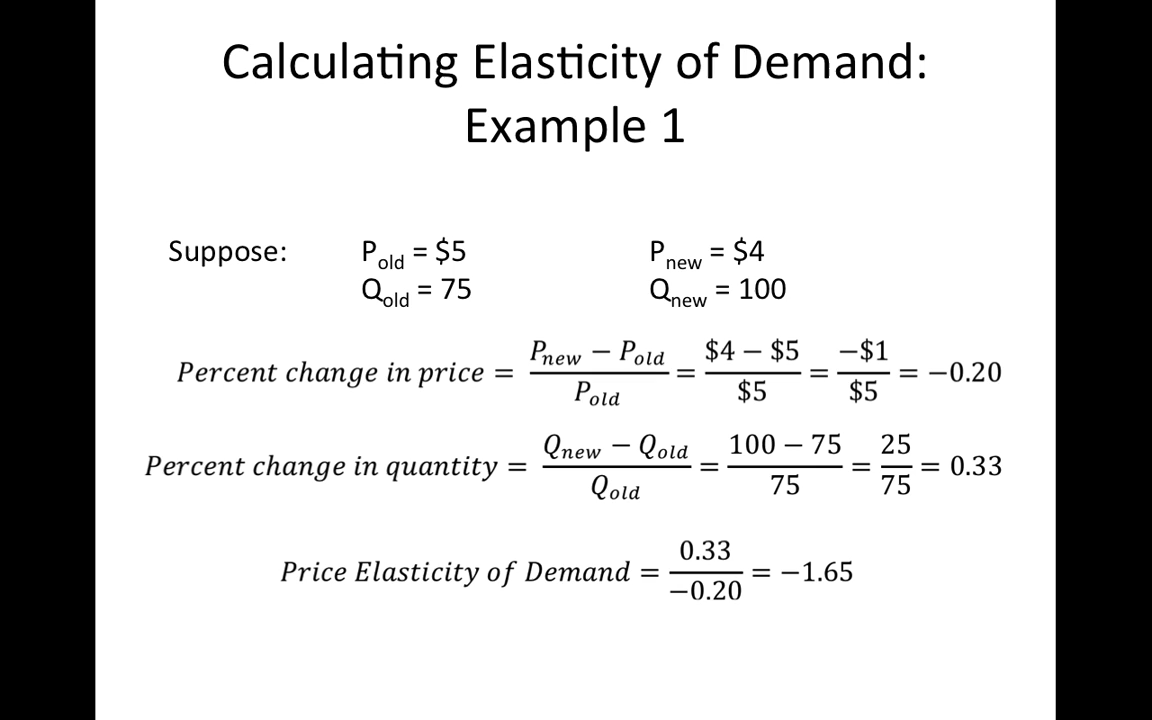 Calculating Elasticity of Demand:
Example 1
Suppose: P_old = $5 P_new = $4
Q_old = 75 Q_new = 100
Percent change in price = (P_new − P_old)/P_old = ($4 − $5)/$5 = −$1/$5 = −0.20
Percent change in quantity = (Q_new − Q_old)/Q_old = (100 − 75)/75 = 25/75 = 0.33
Price Elasticity of Demand = 0.33/−0.20 = −1.65